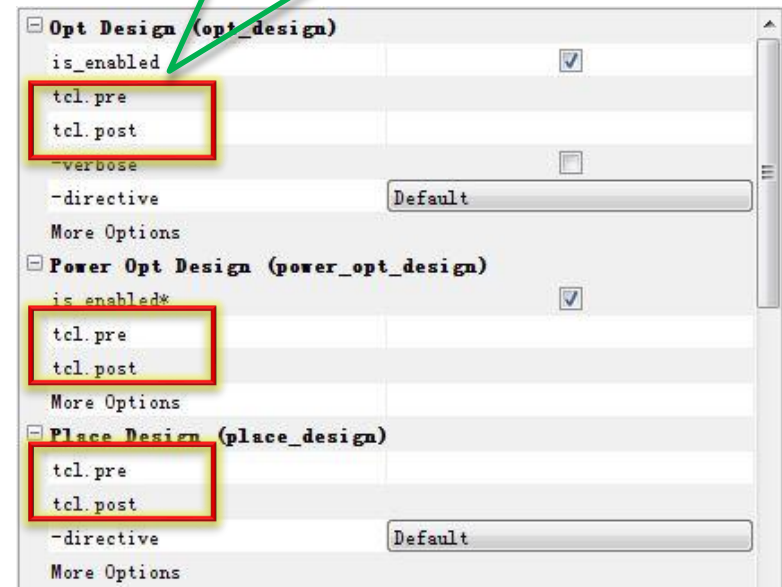 Opt Design (opt_design)
is_enabled
tcl.pre
tcl.post
-verbose
-directive Default
More Options
Power Opt Design (power_opt_design)
is_enabled*
tcl.pre
tcl.post
More Options
Place Design (place_design)
tcl.pre
tcl.post
-directive Default
More Options